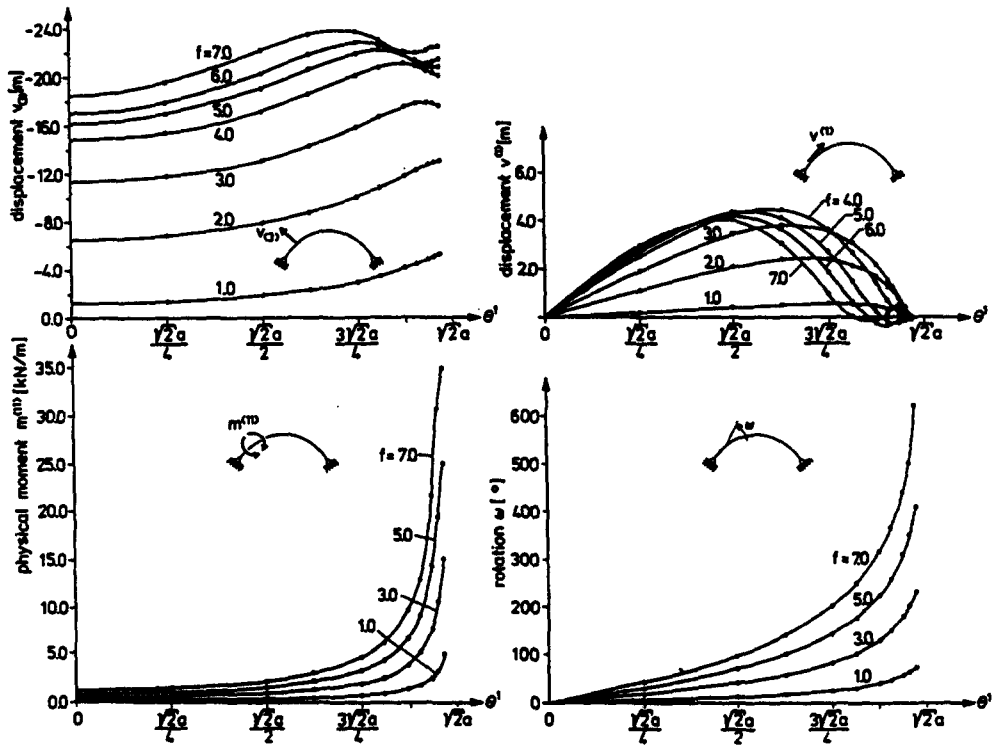 displacement v₍₃₎[m]
-24.0
-20.0
-16.0
-12.0
-8.0
-4.0
0.0
f=7.0
6.0
5.0
4.0
3.0
2.0
1.0
v₍₃₎
0
√2a/4
√2a/2
3√2a/4
√2a
θ¹
displacement v⁽¹⁾[m]
6.0
4.0
2.0
v⁽¹⁾
f=4.0
5.0
6.0
3.0
2.0
7.0
1.0
0
√2a/4
√2a/2
3√2a/4
√2a
θ¹
physical moment m⁽¹¹⁾[kN/m]
35.0
30.0
25.0
20.0
15.0
10.0
5.0
0.0
m⁽¹¹⁾
f=7.0
5.0
3.0
1.0
0
√2a/4
√2a/2
3√2a/4
√2a
θ¹
rotation ω [°]
600
500
400
300
200
100
0
ω
f=7.0
5.0
3.0
1.0
0
√2a/4
√2a/2
3√2a/4
√2a
θ¹